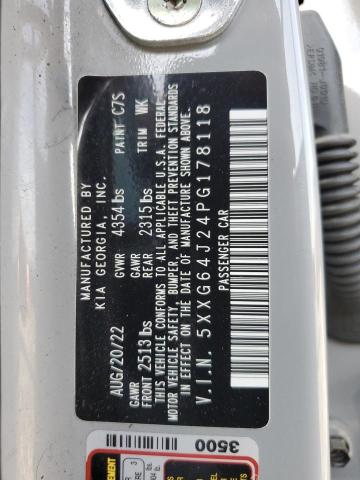 MANUFACTURED BY
KIA GEORGIA, INC.
AUG/20/22 GVWR 4354 lbs PAINT C7S
GAWR FRONT 2513 lbs GAWR REAR 2315 lbs TRIM WK
THIS VEHICLE CONFORMS TO ALL APPLICABLE U.S.A. FEDERAL
MOTOR VEHICLE SAFETY, BUMPER, AND THEFT PREVENTION STANDARDS
IN EFFECT ON THE DATE OF MANUFACTURE SHOWN ABOVE.
V.I.N. 5XXG64J24PG178118
PASSENGER CAR
3500